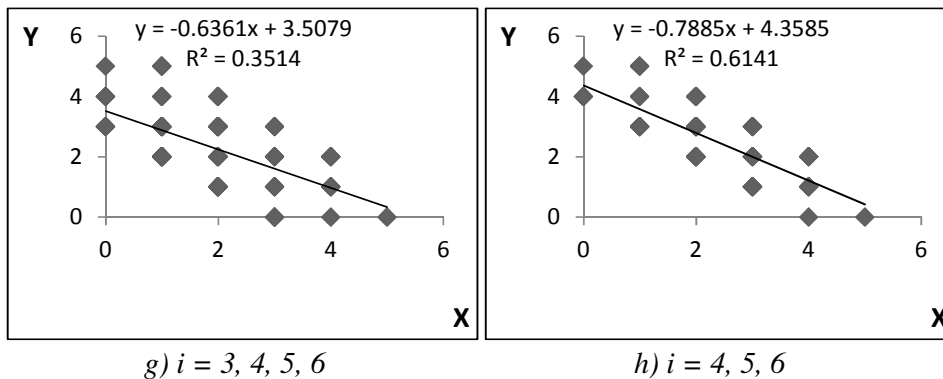 Y
6
y = -0.6361x + 3.5079
R² = 0.3514
4
2
0
0 2 4 6
X
g) i = 3, 4, 5, 6
Y
6
y = -0.7885x + 4.3585
R² = 0.6141
4
2
0
0 2 4 6
X
h) i = 4, 5, 6